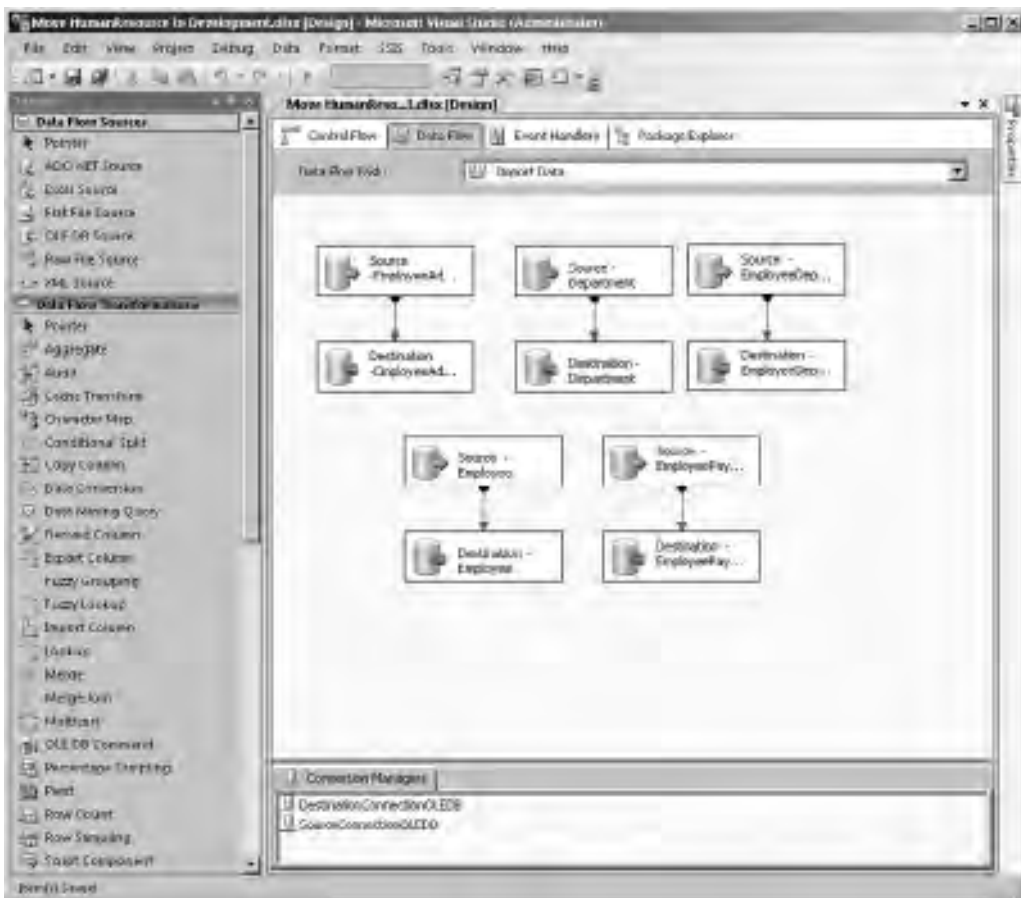 Move HumanResource to Development.dtsx [Design] - Microsoft Visual Studio (Administrator)
File Edit View Project Debug Data Format SSIS Tools Window Help
Move HumanReso...t.dtsx [Design]
Control Flow Data Flow Event Handlers Package Explorer
Properties
Data Flow Task: Import Data
Data Flow Sources
Pointer
ADO NET Source
Excel Source
Flat File Source
OLE DB Source
Raw File Source
XML Source
Data Flow Transformations
Pointer
Aggregate
Audit
Cache Transform
Character Map
Conditional Split
Copy Column
Data Conversion
Data Mining Query
Derived Column
Export Column
Fuzzy Grouping
Fuzzy Lookup
Import Column
Lookup
Merge
Merge Join
Multicast
OLE DB Command
Percentage Sampling
Pivot
Row Count
Row Sampling
Script Component
Source
-EmployeeAd...
Source -
Department
Source -
EmployeeDep...
Destination
-EmployeeAd...
Destination -
Department
Destination -
EmployeeDep...
Source -
Employee
Source -
EmployeePay...
Destination -
Employee
Destination -
EmployeePay...
Connection Managers
DestinationConnectionOLEDB
SourceConnectionOLEDB
Item(s) Saved